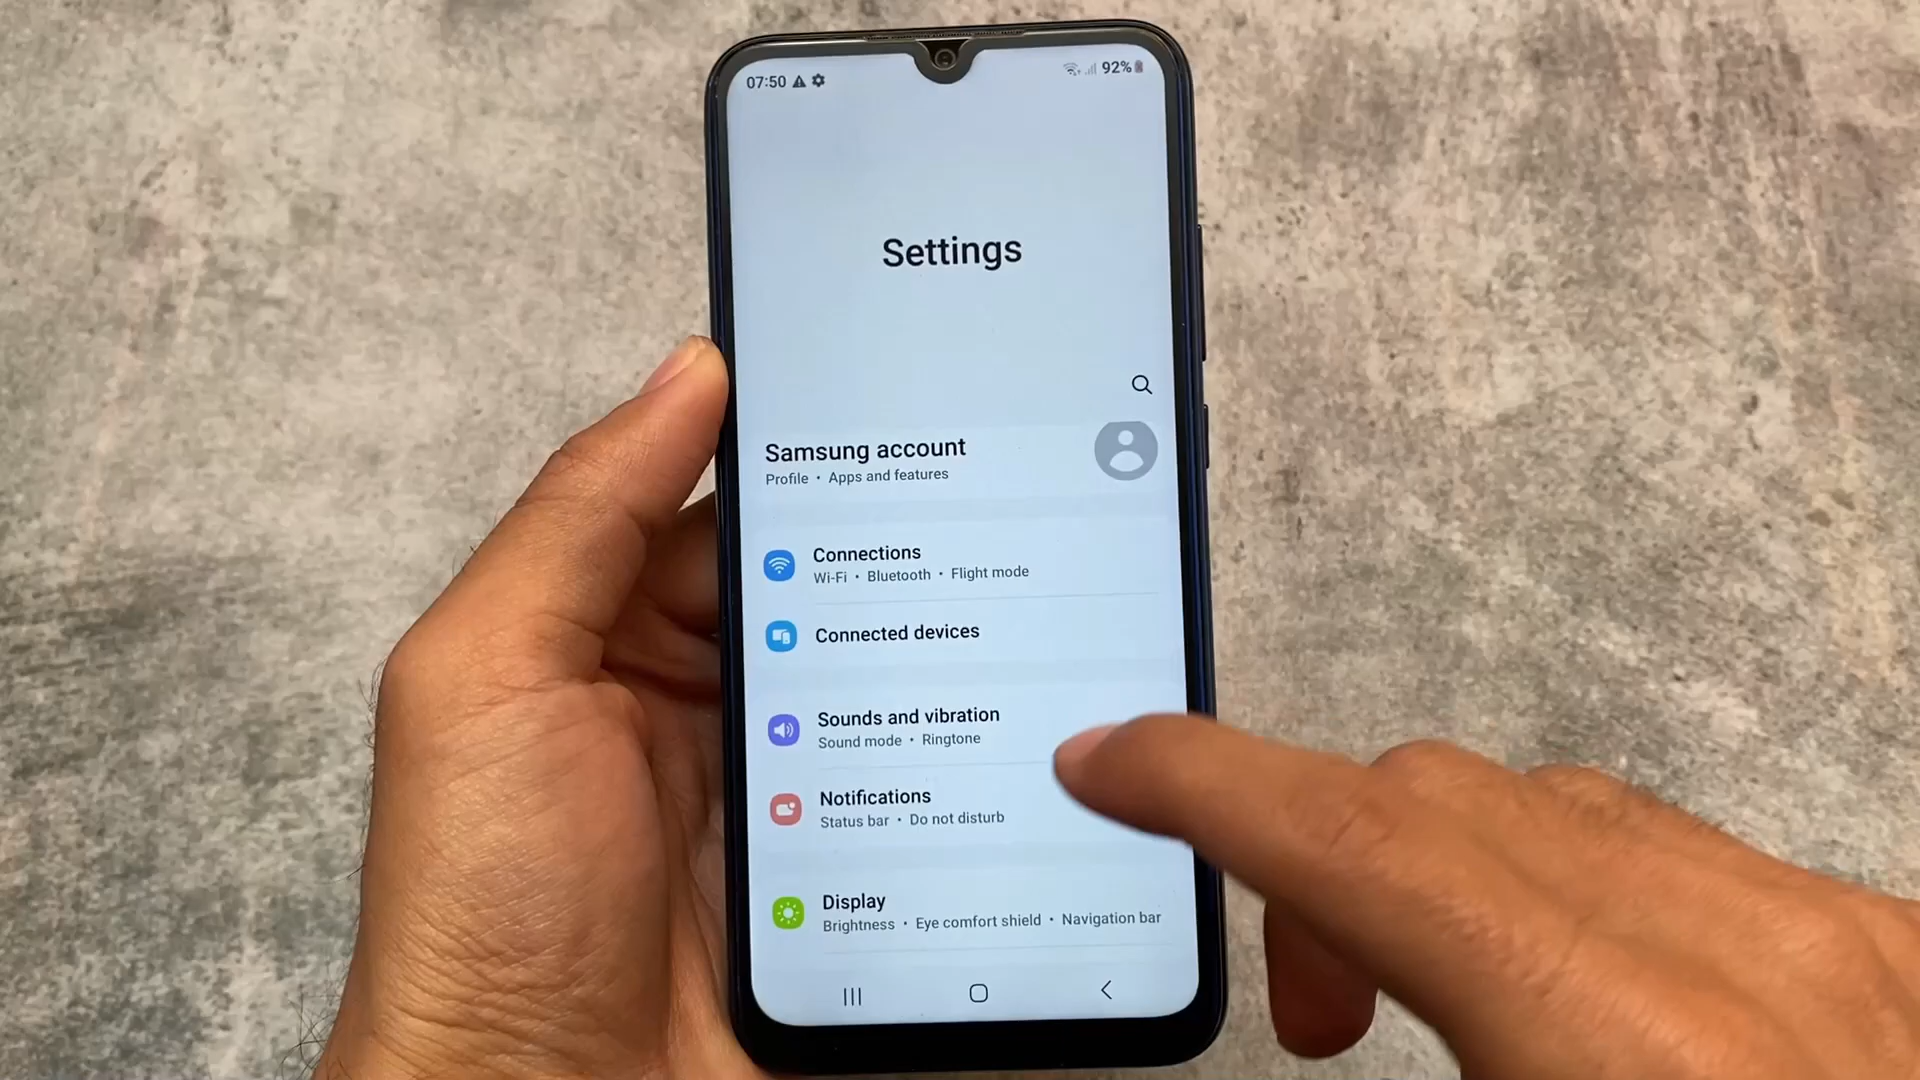 07:50
92%
Settings
Samsung account
Profile • Apps and features
Connections
Wi-Fi • Bluetooth • Flight mode
Connected devices
Sounds and vibration
Sound mode • Ringtone
Notifications
Status bar • Do not disturb
Display
Brightness • Eye comfort shield • Navigation bar